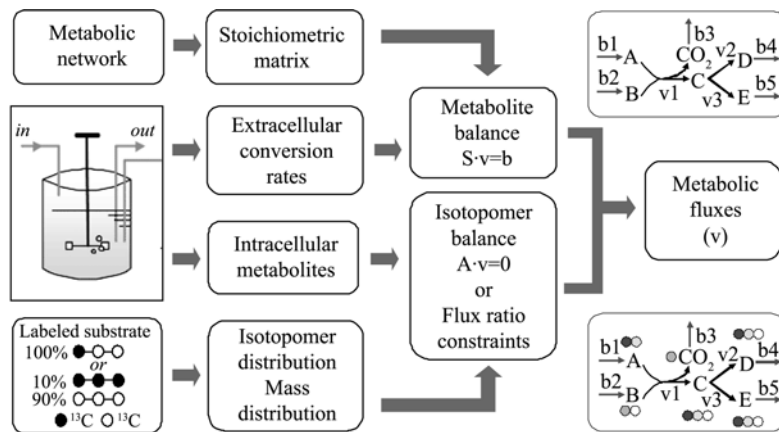 Metabolic
network
Stoichiometric
matrix
b1
A
b2
B
b3
CO2
v1
C
v2
v3
D
b4
E
b5
in
out
Extracellular
conversion
rates
Metabolite
balance
S·v=b
Intracellular
metabolites
Isotopomer
balance
A·v=0
or
Flux ratio
constraints
Metabolic
fluxes
(v)
Labeled substrate
100%
or
10%
90%
13C 13C
Isotopomer
distribution
Mass
distribution
b1
A
b2
B
b3
CO2
v1
C
v2
v3
D
b4
E
b5